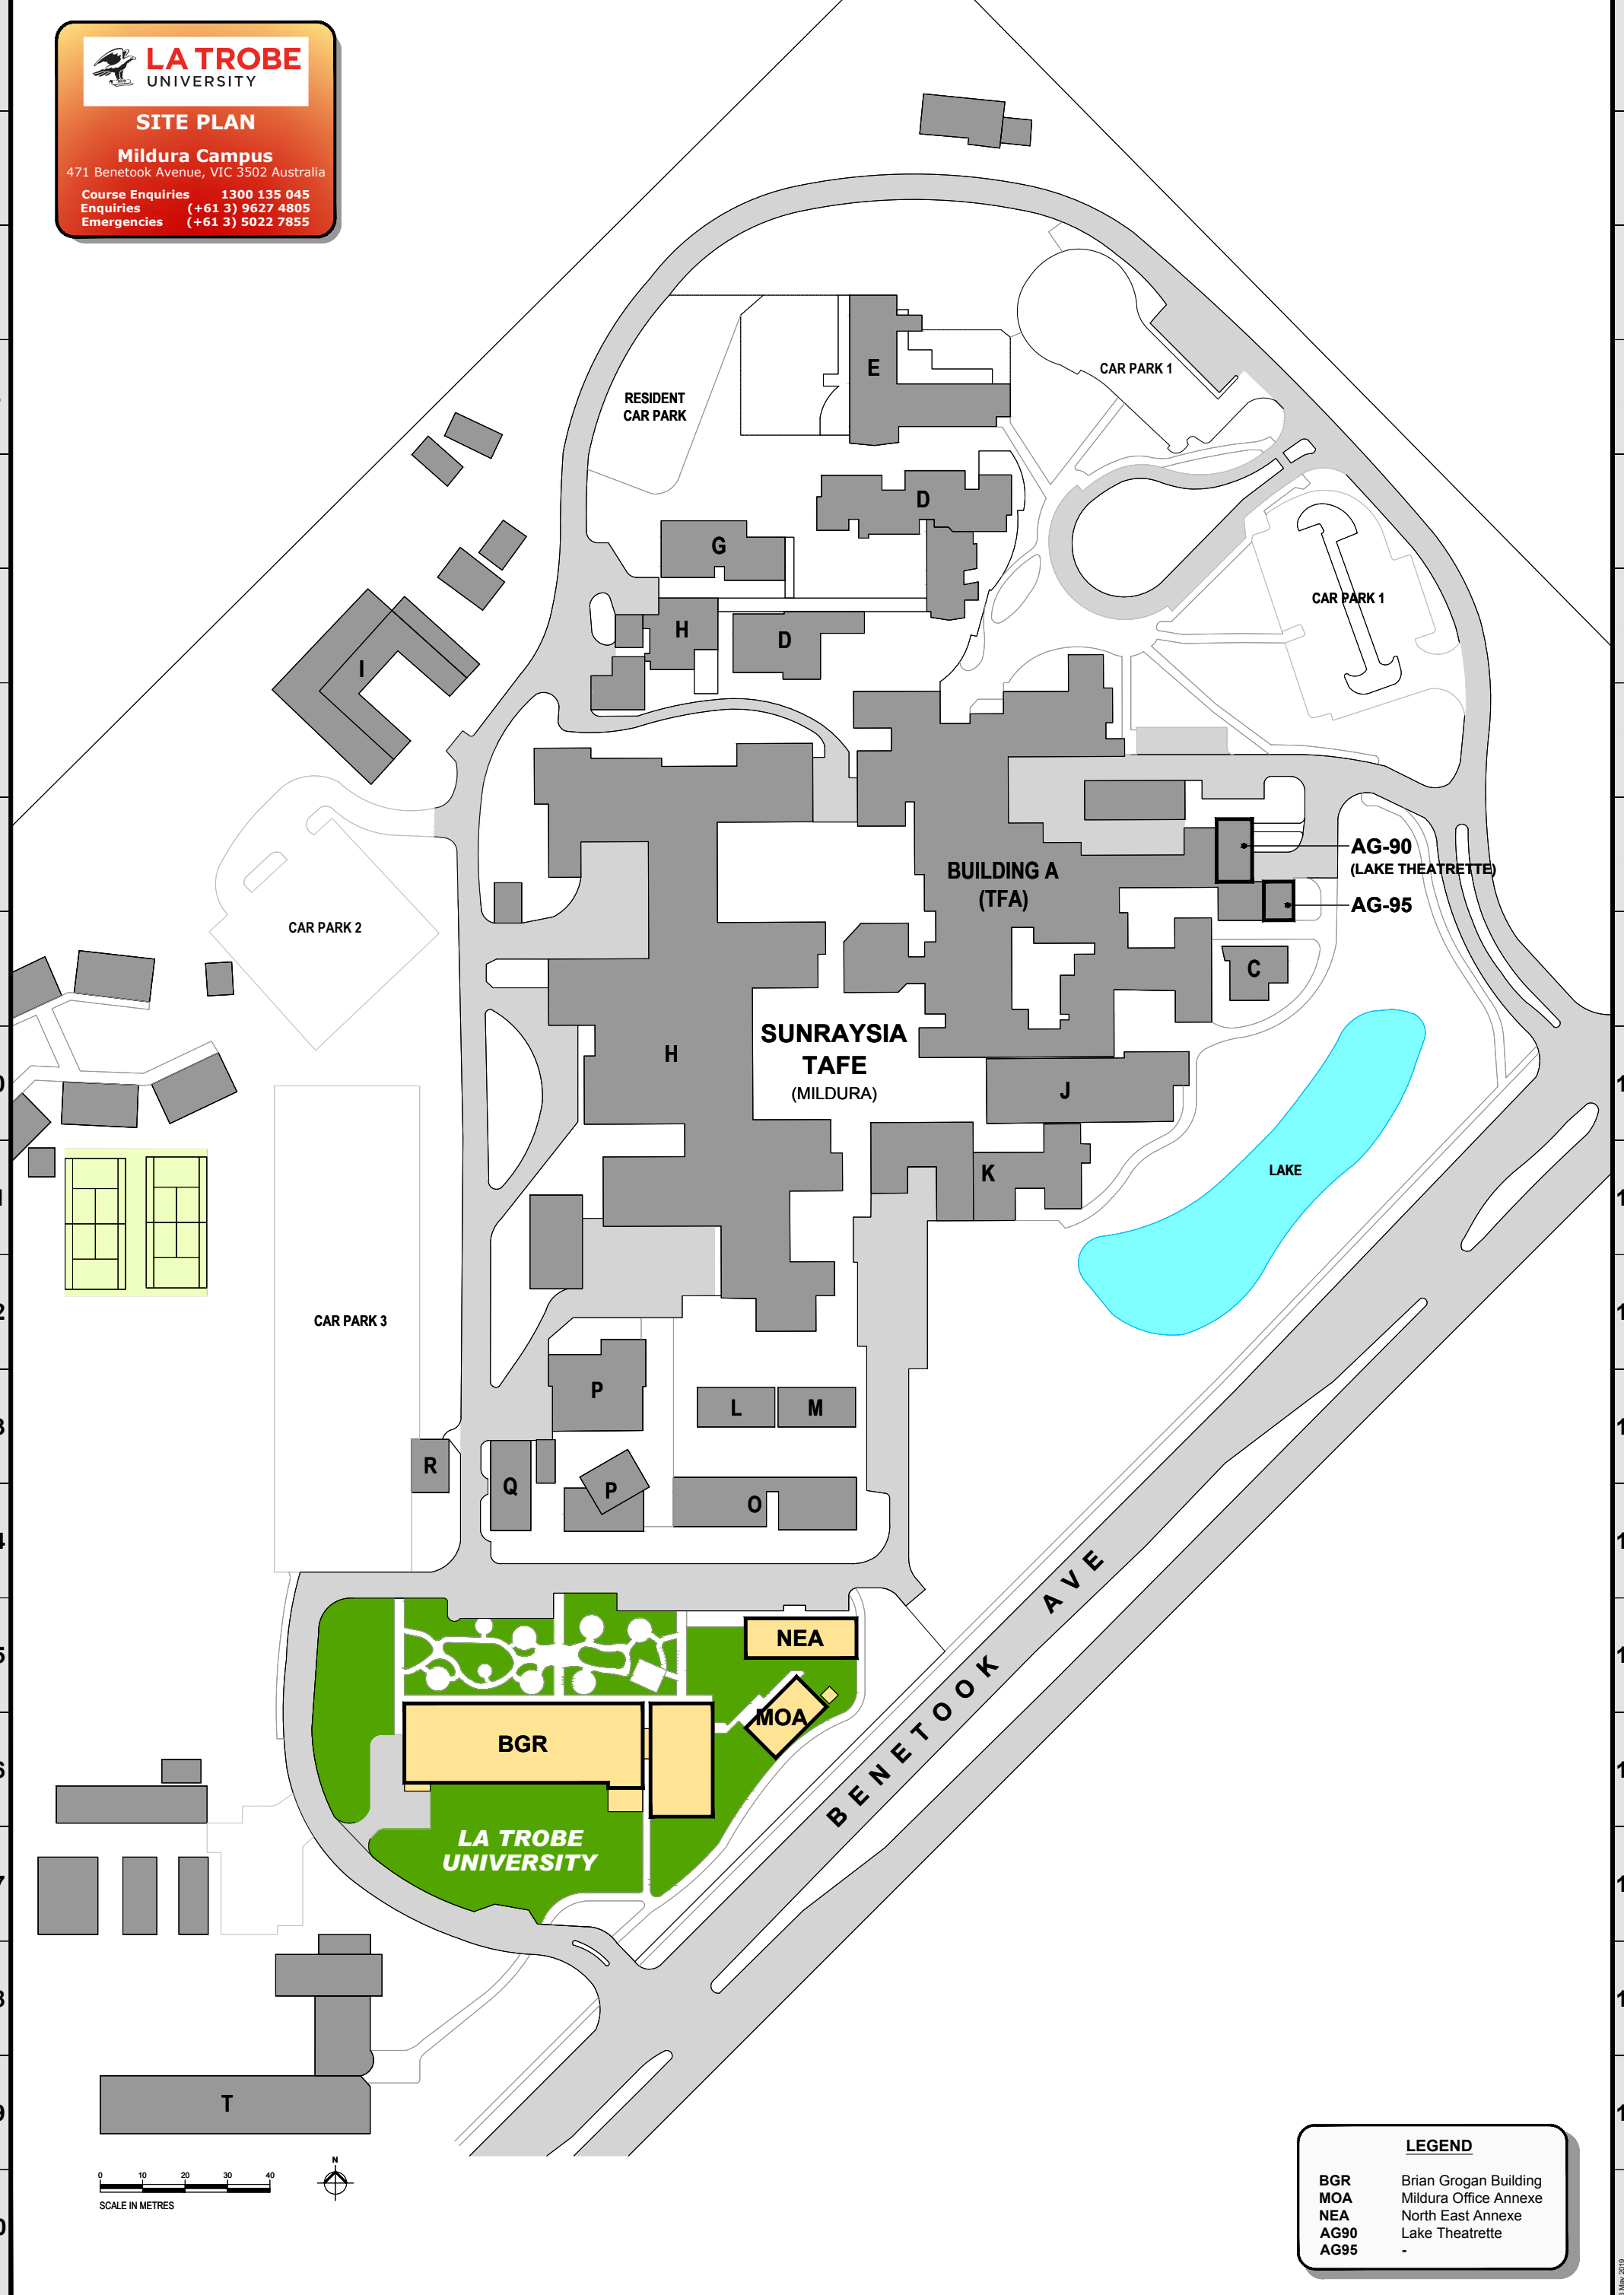 LA TROBE
UNIVERSITY
SITE PLAN
Mildura Campus
471 Benetook Avenue, VIC 3502 Australia
Course Enquiries 1300 135 045
Enquiries (+61 3) 9627 4805
Emergencies (+61 3) 5022 7855
E
CAR PARK 1
RESIDENT
CAR PARK
D
G
CAR PARK 1
H
D
I
AG-90
(LAKE THEATRETTE)
BUILDING A
(TFA)
AG-95
CAR PARK 2
C
SUNRAYSIA
TAFE
(MILDURA)
H
J
LAKE
K
CAR PARK 3
P
L
M
R
Q
P
O
BENETOOK AVE
NEA
MOA
BGR
LA TROBE
UNIVERSITY
T
N
0 10 20 30 40
SCALE IN METRES
LEGEND
BGR Brian Grogan Building
MOA Mildura Office Annexe
NEA North East Annexe
AG90 Lake Theatrette
AG95 -